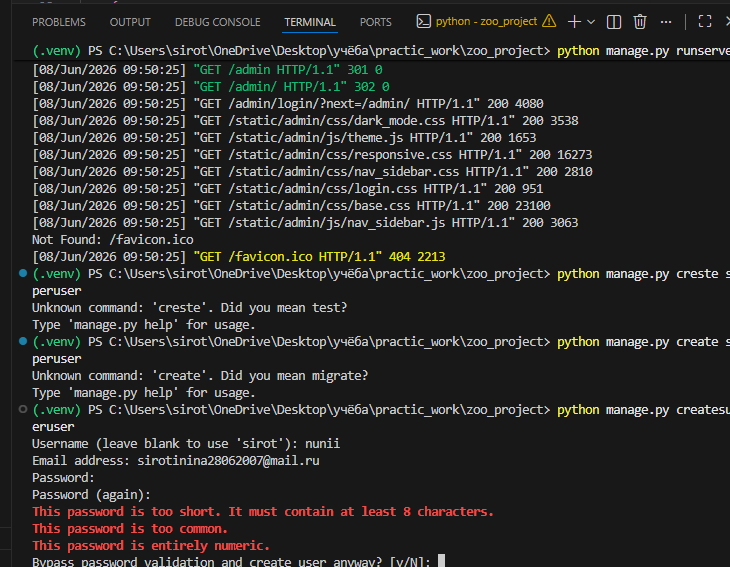 PROBLEMS OUTPUT DEBUG CONSOLE TERMINAL PORTS python - zoo_project
(.venv) PS C:\Users\sirot\OneDrive\Desktop\учёба\practic_work\zoo_project> python manage.py runserve
[08/Jun/2026 09:50:25] "GET /admin HTTP/1.1" 301 0
[08/Jun/2026 09:50:25] "GET /admin/ HTTP/1.1" 302 0
[08/Jun/2026 09:50:25] "GET /admin/login/?next=/admin/ HTTP/1.1" 200 4080
[08/Jun/2026 09:50:25] "GET /static/admin/css/dark_mode.css HTTP/1.1" 200 3538
[08/Jun/2026 09:50:25] "GET /static/admin/js/theme.js HTTP/1.1" 200 1653
[08/Jun/2026 09:50:25] "GET /static/admin/css/responsive.css HTTP/1.1" 200 16273
[08/Jun/2026 09:50:25] "GET /static/admin/css/nav_sidebar.css HTTP/1.1" 200 2810
[08/Jun/2026 09:50:25] "GET /static/admin/css/login.css HTTP/1.1" 200 951
[08/Jun/2026 09:50:25] "GET /static/admin/css/base.css HTTP/1.1" 200 23100
[08/Jun/2026 09:50:25] "GET /static/admin/js/nav_sidebar.js HTTP/1.1" 200 3063
Not Found: /favicon.ico
[08/Jun/2026 09:50:25] "GET /favicon.ico HTTP/1.1" 404 2213
(.venv) PS C:\Users\sirot\OneDrive\Desktop\учёба\practic_work\zoo_project> python manage.py creste s
peruser
Unknown command: 'creste'. Did you mean test?
Type 'manage.py help' for usage.
(.venv) PS C:\Users\sirot\OneDrive\Desktop\учёба\practic_work\zoo_project> python manage.py create s
peruser
Unknown command: 'create'. Did you mean migrate?
Type 'manage.py help' for usage.
(.venv) PS C:\Users\sirot\OneDrive\Desktop\учёба\practic_work\zoo_project> python manage.py createsu
eruser
Username (leave blank to use 'sirot'): nunii
Email address: sirotinina28062007@mail.ru
Password:
Password (again):
This password is too short. It must contain at least 8 characters.
This password is too common.
This password is entirely numeric.
Bypass password validation and create user anyway? [y/N]: